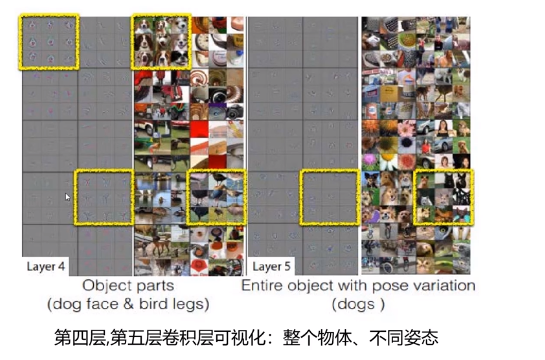 Layer 4
Layer 5
Object parts
(dog face & bird legs)
Entire object with pose variation
(dogs )
第四层,第五层卷积层可视化：整个物体、不同姿态